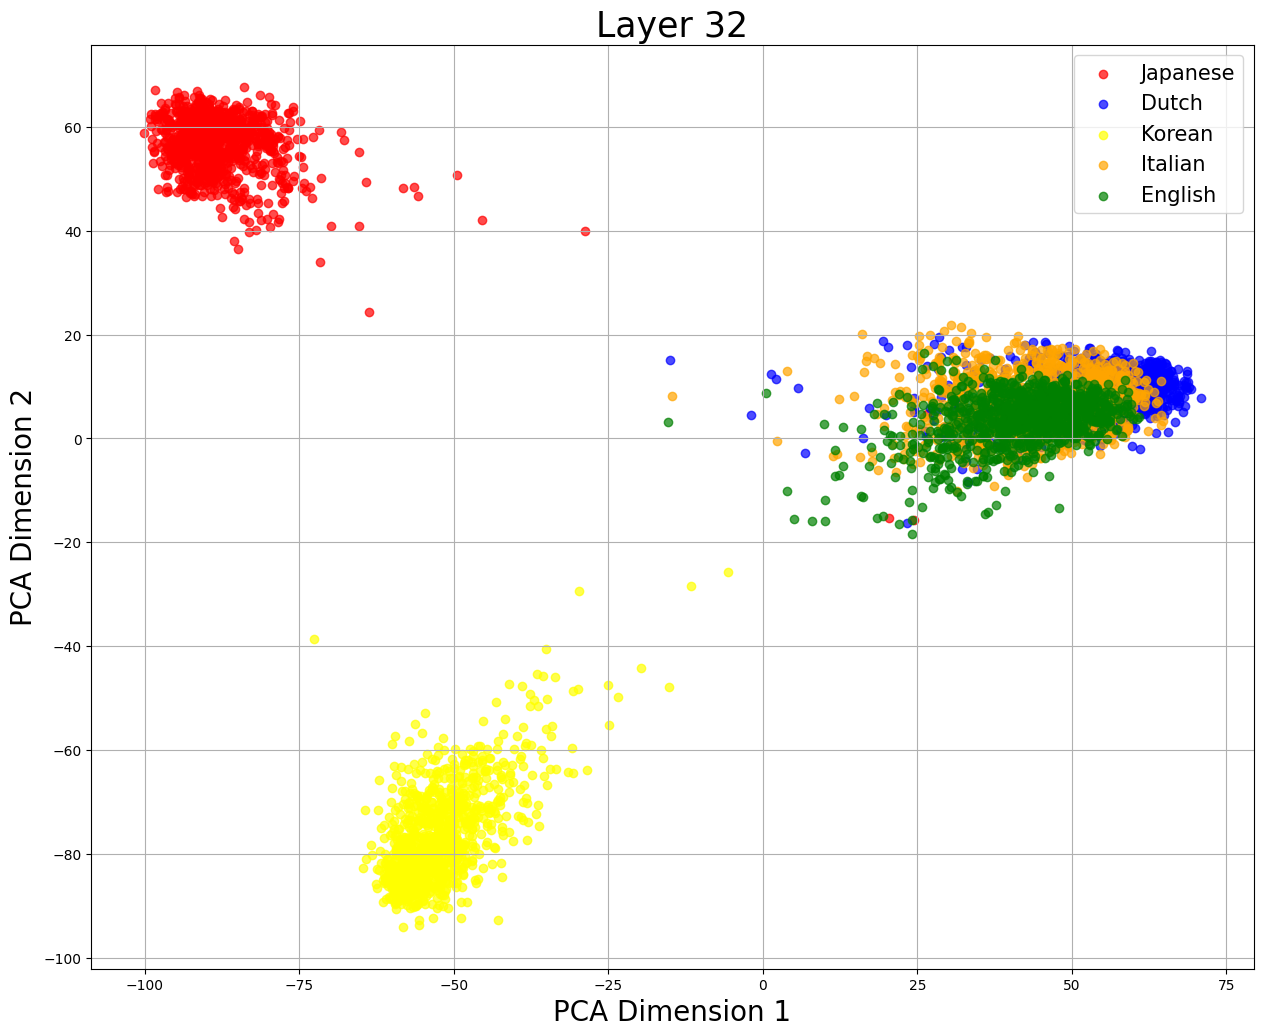 Layer 32
Japanese
Dutch
Korean
Italian
English
PCA Dimension 2
60
40
20
0
−20
−40
−60
−80
−100
−100
−75
−50
−25
0
25
50
75
PCA Dimension 1